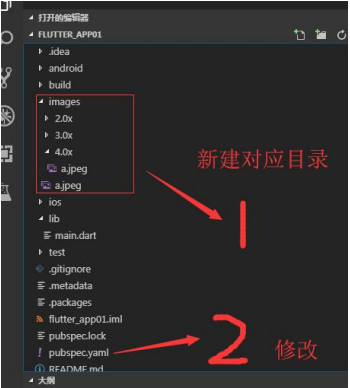 打开的编辑器
FLUTTER_APP01
.idea
android
build
images
2.0x
3.0x
4.0x
a.jpeg
a.jpeg
新建对应目录
1
ios
lib
main.dart
test
.gitignore
.metadata
.packages
flutter_app01.iml
pubspec.lock
pubspec.yaml
2 修改
README.md
大纲